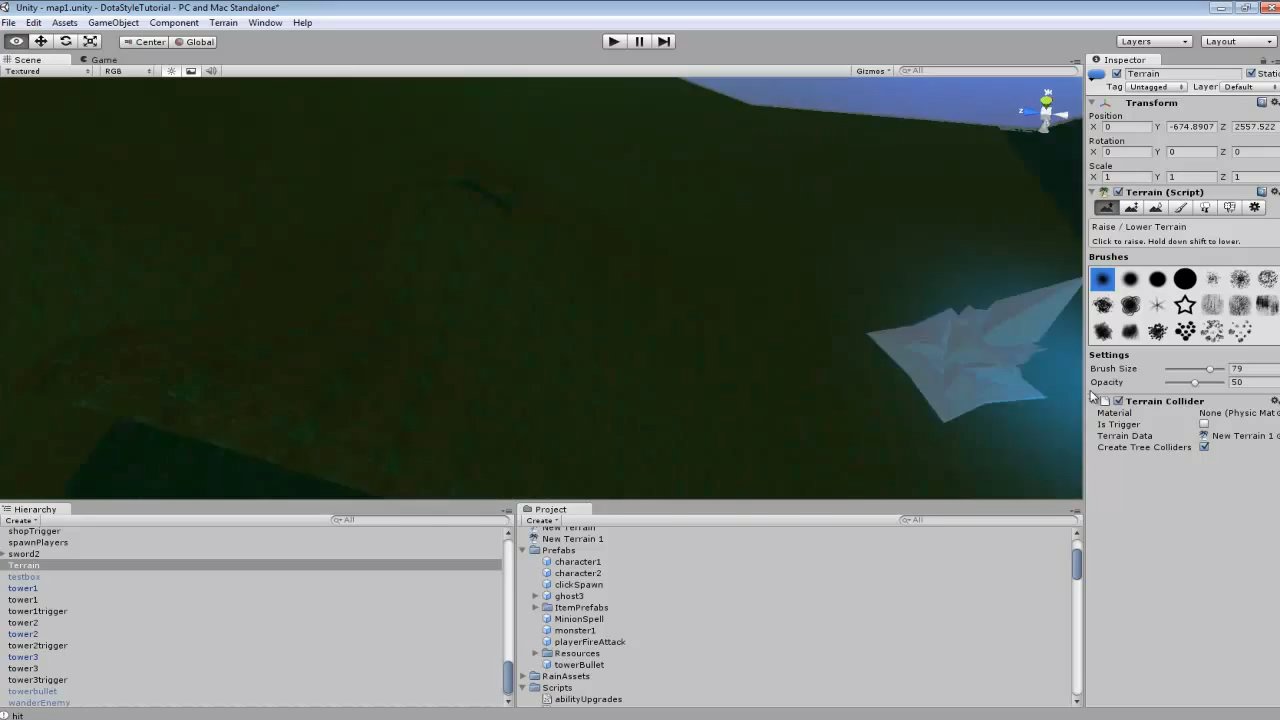 Unity - map1.unity - DotaStyleTutorial - PC and Mac Standalone*
File Edit Assets GameObject Component Terrain Window Help
Center Global Layers Layout
Scene Game
Textured RGB Gizmos All
y
z
Inspector
Terrain Stati
Tag Untagged Layer Default
Transform
Position
X 0 Y -674.8907 Z 2557.522
Rotation
X 0 Y 0 Z 0
Scale
X 1 Y 1 Z 1
Terrain (Script)
Raise / Lower Terrain
Click to raise. Hold down shift to lower.
Brushes
Settings
Brush Size 79
Opacity 50
Terrain Collider
Material None (Physic Mate
Is Trigger
Terrain Data New Terrain 1
Create Tree Colliders
Hierarchy
Create All
shopTrigger
spawnPlayers
sword2
Terrain
testbox
tower1
tower1
tower1trigger
tower2
tower2
tower2trigger
tower3
tower3
tower3trigger
towerbullet
wanderEnemy
Project
Create All
New Terrain
New Terrain 1
Prefabs
character1
character2
clickSpawn
ghost3
ItemPrefabs
MinionSpell
monster1
playerFireAttack
Resources
towerBullet
RainAssets
Scripts
abilityUpgrades
hit